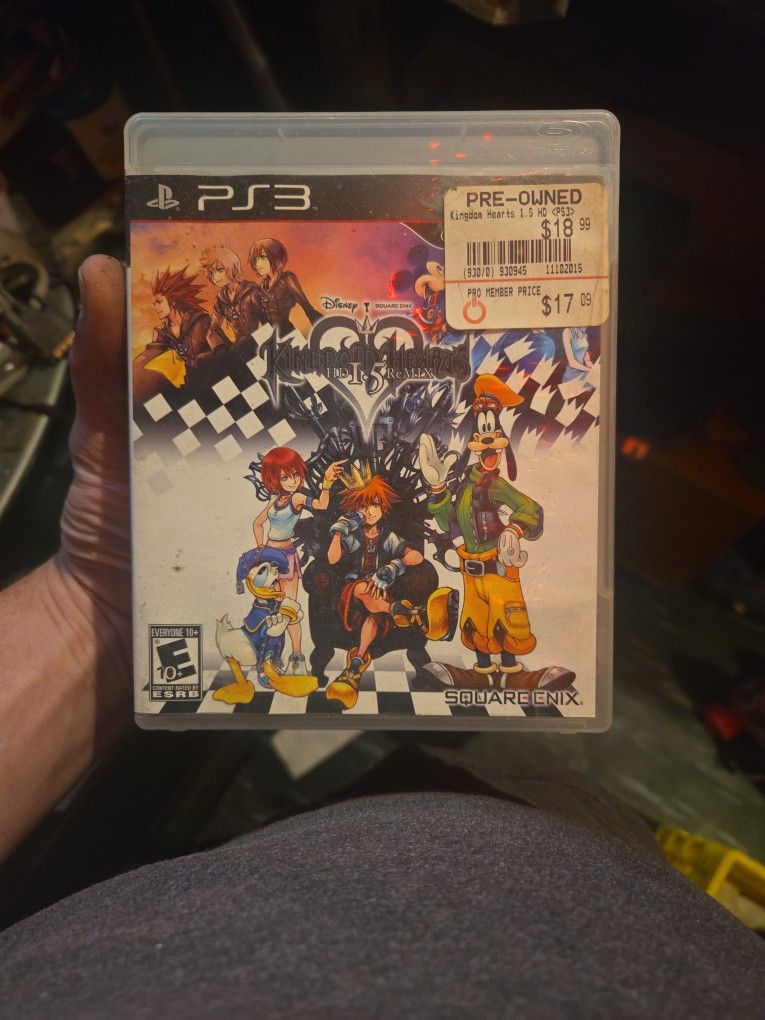 PS3
PRE-OWNED
Kingdom Hearts 1.5 HD <PS3>
$18 99
(930/0) 930945 11102015
PRO MEMBER PRICE
$17 09
Disney SQUARE ENIX
KINGDOM HEARTS
HD 1.5 ReMIX
EVERYONE 10+
E
10+
CONTENT RATED BY
ESRB
SQUARE ENIX